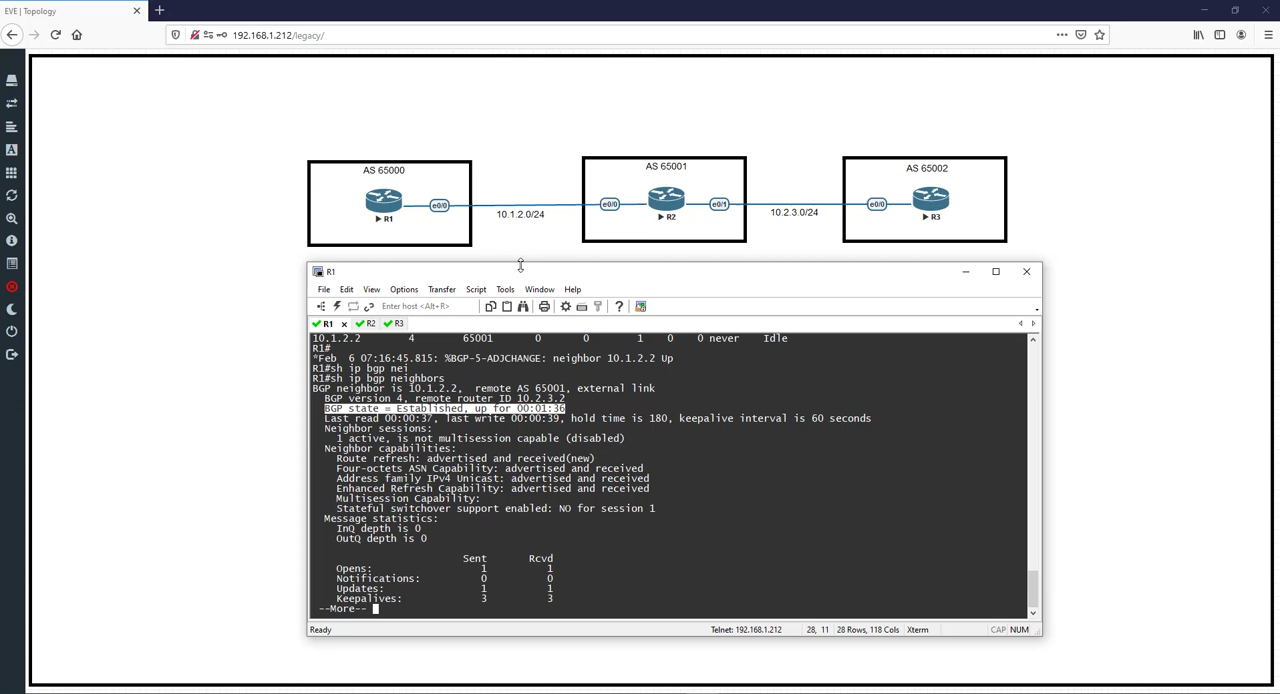 EVE | Topology
192.168.1.212/legacy/
AS 65000
AS 65001
AS 65002
e0/0
e0/0
e0/1
e0/0
R1
R2
R3
10.1.2.0/24
10.2.3.0/24
R1
File Edit View Options Transfer Script Tools Window Help
Enter host <Alt+R>
R1 R2 R3
10.1.2.2 4 65001 0 0 1 0 0 never Idle
R1#
*Feb 6 07:16:45.815: %BGP-5-ADJCHANGE: neighbor 10.1.2.2 Up
R1#sh ip bgp nei
R1#sh ip bgp neighbors
BGP neighbor is 10.1.2.2, remote AS 65001, external link
BGP version 4, remote router ID 10.2.3.2
BGP state = Established, up for 00:01:36
Last read 00:00:37, last write 00:00:39, hold time is 180, keepalive interval is 60 seconds
Neighbor sessions:
1 active, is not multisession capable (disabled)
Neighbor capabilities:
Route refresh: advertised and received(new)
Four-octets ASN Capability: advertised and received
Address family IPv4 Unicast: advertised and received
Enhanced Refresh Capability: advertised and received
Multisession Capability:
Stateful switchover support enabled: NO for session 1
Message statistics:
InQ depth is 0
OutQ depth is 0
Sent Rcvd
Opens: 1 1
Notifications: 0 0
Updates: 1 1
Keepalives: 3 3
--More--
Ready Telnet: 192.168.1.212 28, 11 28 Rows, 118 Cols Xterm CAP NUM